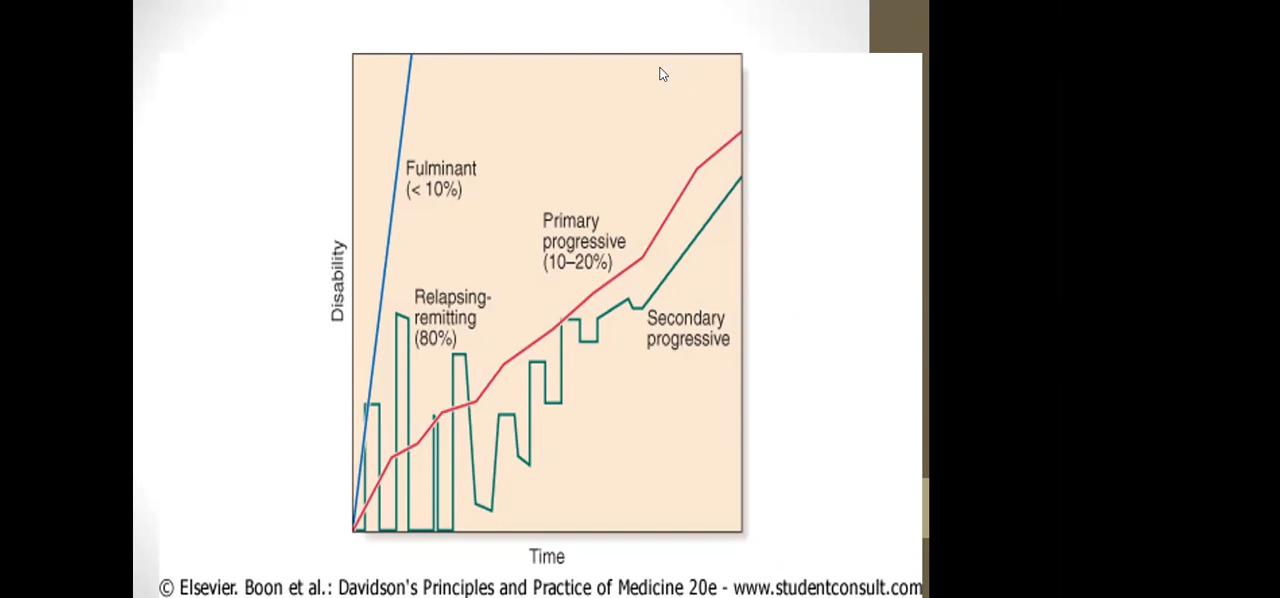 Fulminant
(< 10%)
Primary
progressive
(10–20%)
Disability
Relapsing-
remitting
(80%)
Secondary
progressive
Time
© Elsevier. Boon et al.: Davidson's Principles and Practice of Medicine 20e - www.studentconsult.com